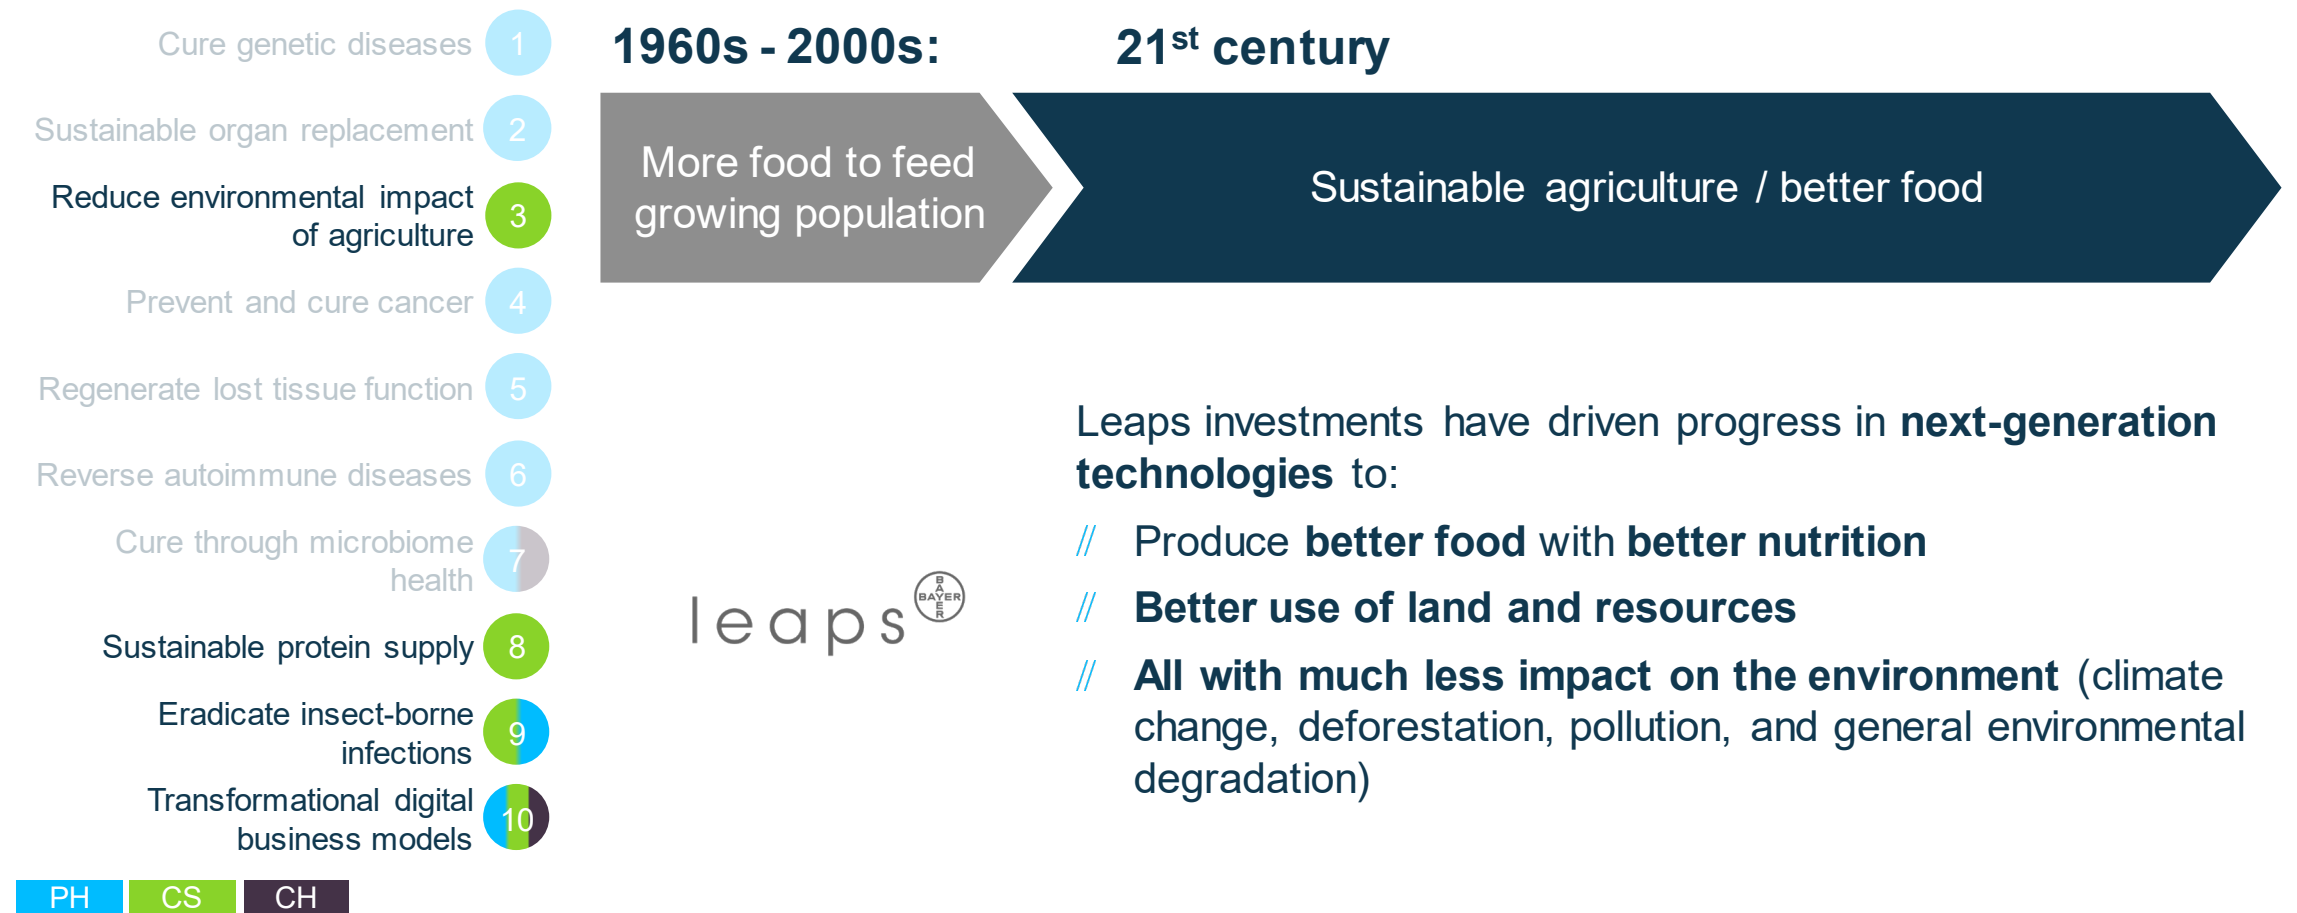 Cure genetic diseases 1
Sustainable organ replacement 2
Reduce environmental impact
of agriculture 3
Prevent and cure cancer 4
Regenerate lost tissue function 5
Reverse autoimmune diseases 6
Cure through microbiome
health 7
Sustainable protein supply 8
Eradicate insect-borne
infections 9
Transformational digital
business models 10
PH CS CH
1960s - 2000s:
More food to feed
growing population
21st century
Sustainable agriculture / better food
leaps
BAYER
BAYER
Leaps investments have driven progress in next-generation
technologies to:
// Produce better food with better nutrition
// Better use of land and resources
// All with much less impact on the environment (climate
change, deforestation, pollution, and general environmental
degradation)